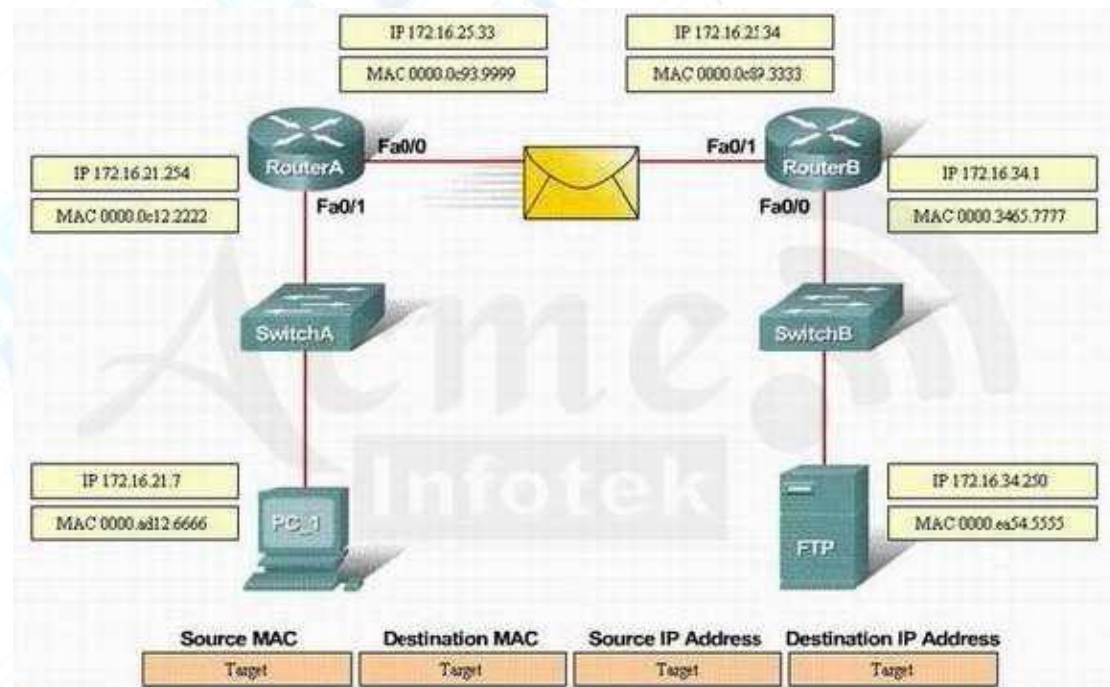 IP 172.16.25.33
IP 172.16.25.34
MAC 0000.0c93.9999
MAC 0000.0c89.3333
Fa0/0
Fa0/1
RouterA
RouterB
IP 172.16.21.254
IP 172.16.34.1
MAC 0000.0c12.2222
MAC 0000.3465.7777
Fa0/1
Fa0/0
SwitchA
SwitchB
Acme
Infotek
IP 172.16.21.7
IP 172.16.34.250
MAC 0000.ad12.6666
MAC 0000.ea54.5555
PC_1
FTP
Source MAC
Destination MAC
Source IP Address
Destination IP Address
Target
Target
Target
Target